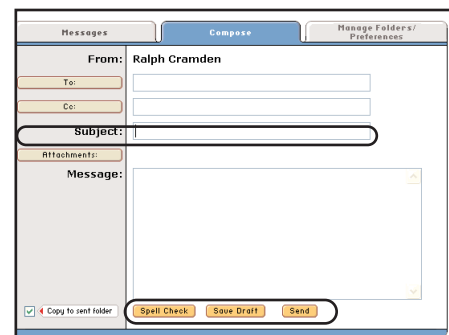 Messages Compose Manage Folders/
Preferences
From: Ralph Cramden
To:
Cc:
Subject:
Attachments:
Message:
Copy to sent folder Spell Check Save Draft Send